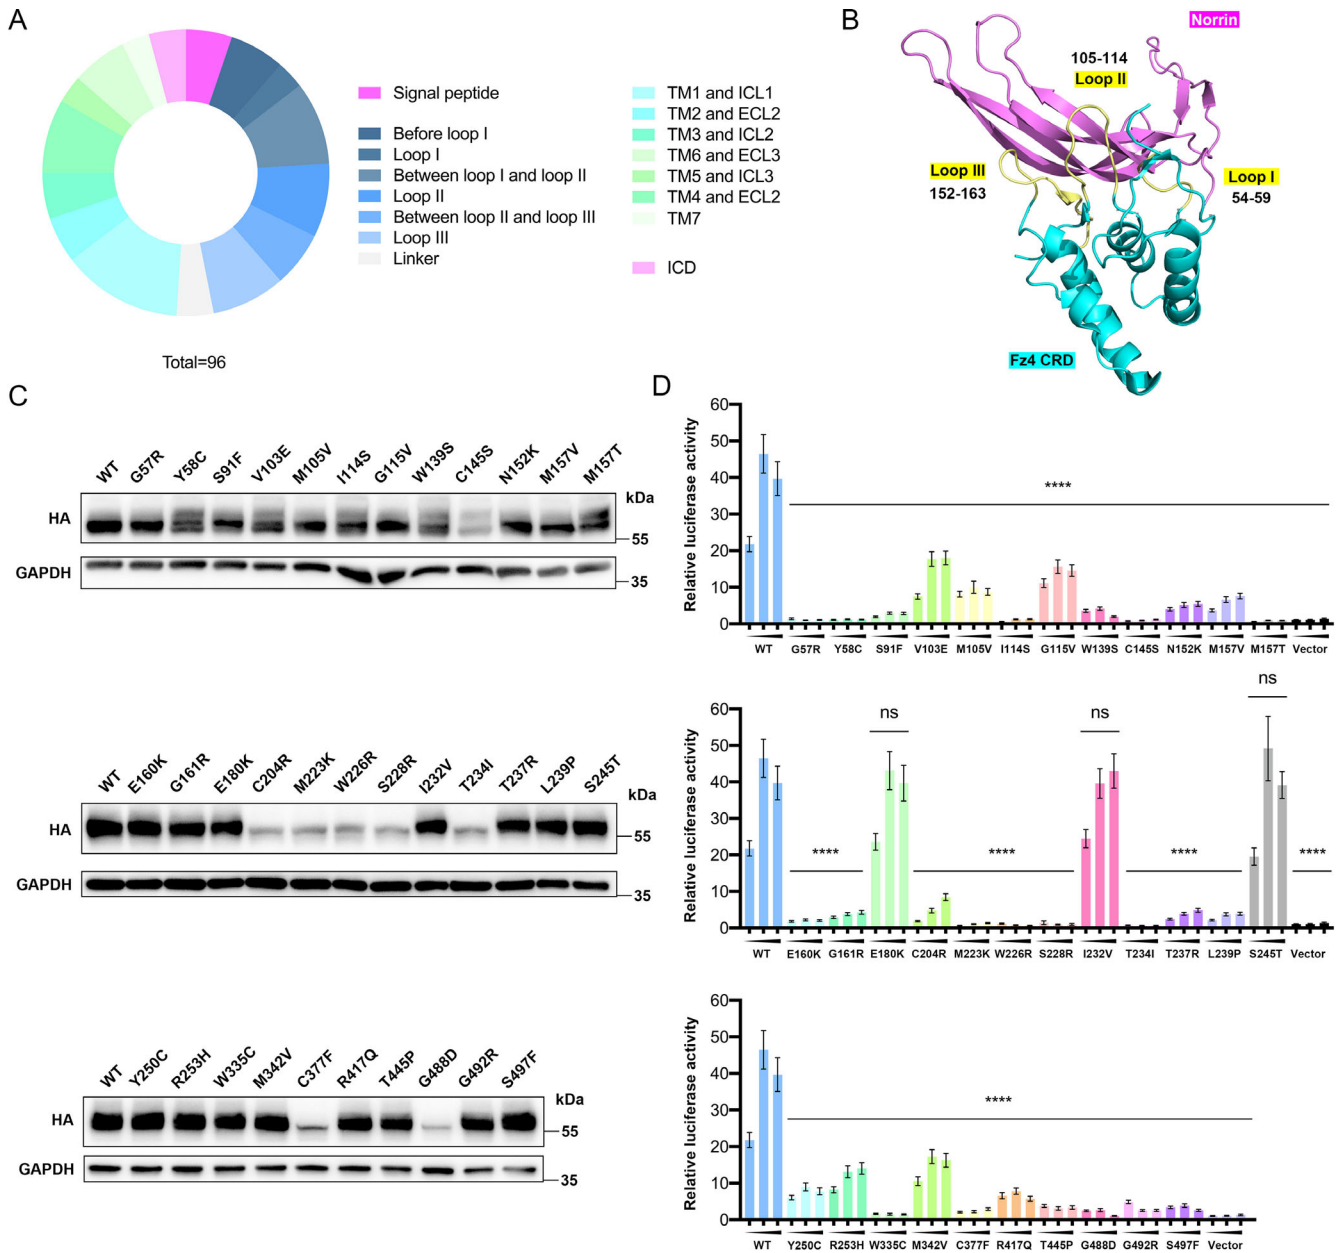 A
Signal peptide
Before loop I
Loop I
Between loop I and loop II
Loop II
Between loop II and loop III
Loop III
Linker
TM1 and ICL1
TM2 and ECL2
TM3 and ICL2
TM6 and ECL3
TM5 and ICL3
TM4 and ECL2
TM7
ICD
Total=96
B
Norrin
105-114
Loop II
Loop III
152-163
Loop I
54-59
Fz4 CRD
C
WT G57R Y58C S91F V103E M105V I114S G115V W139S C145S N152K M157V M157T
kDa
HA
55
GAPDH
35
WT E160K G161R E180K C204R M223K W226R S228R I232V T234I T237R L239P S245T
kDa
HA
55
GAPDH
35
WT Y250C R253H W335C M342V C377F R417Q T445P G488D G492R S497F
kDa
HA
55
GAPDH
35
D
Relative luciferase activity
60
50
40
30
20
10
0
****
WT G57R Y58C S91F V103E M105V I114S G115V W139S C145S N152K M157V M157T Vector
Relative luciferase activity
60
50
40
30
20
10
0
ns ns ns
**** **** **** ****
WT E160K G161R E180K C204R M223K W226R S228R I232V T234I T237R L239P S245T Vector
Relative luciferase activity
60
50
40
30
20
10
0
****
WT Y250C R253H W335C M342V C377F R417Q T445P G488D G492R S497F Vector